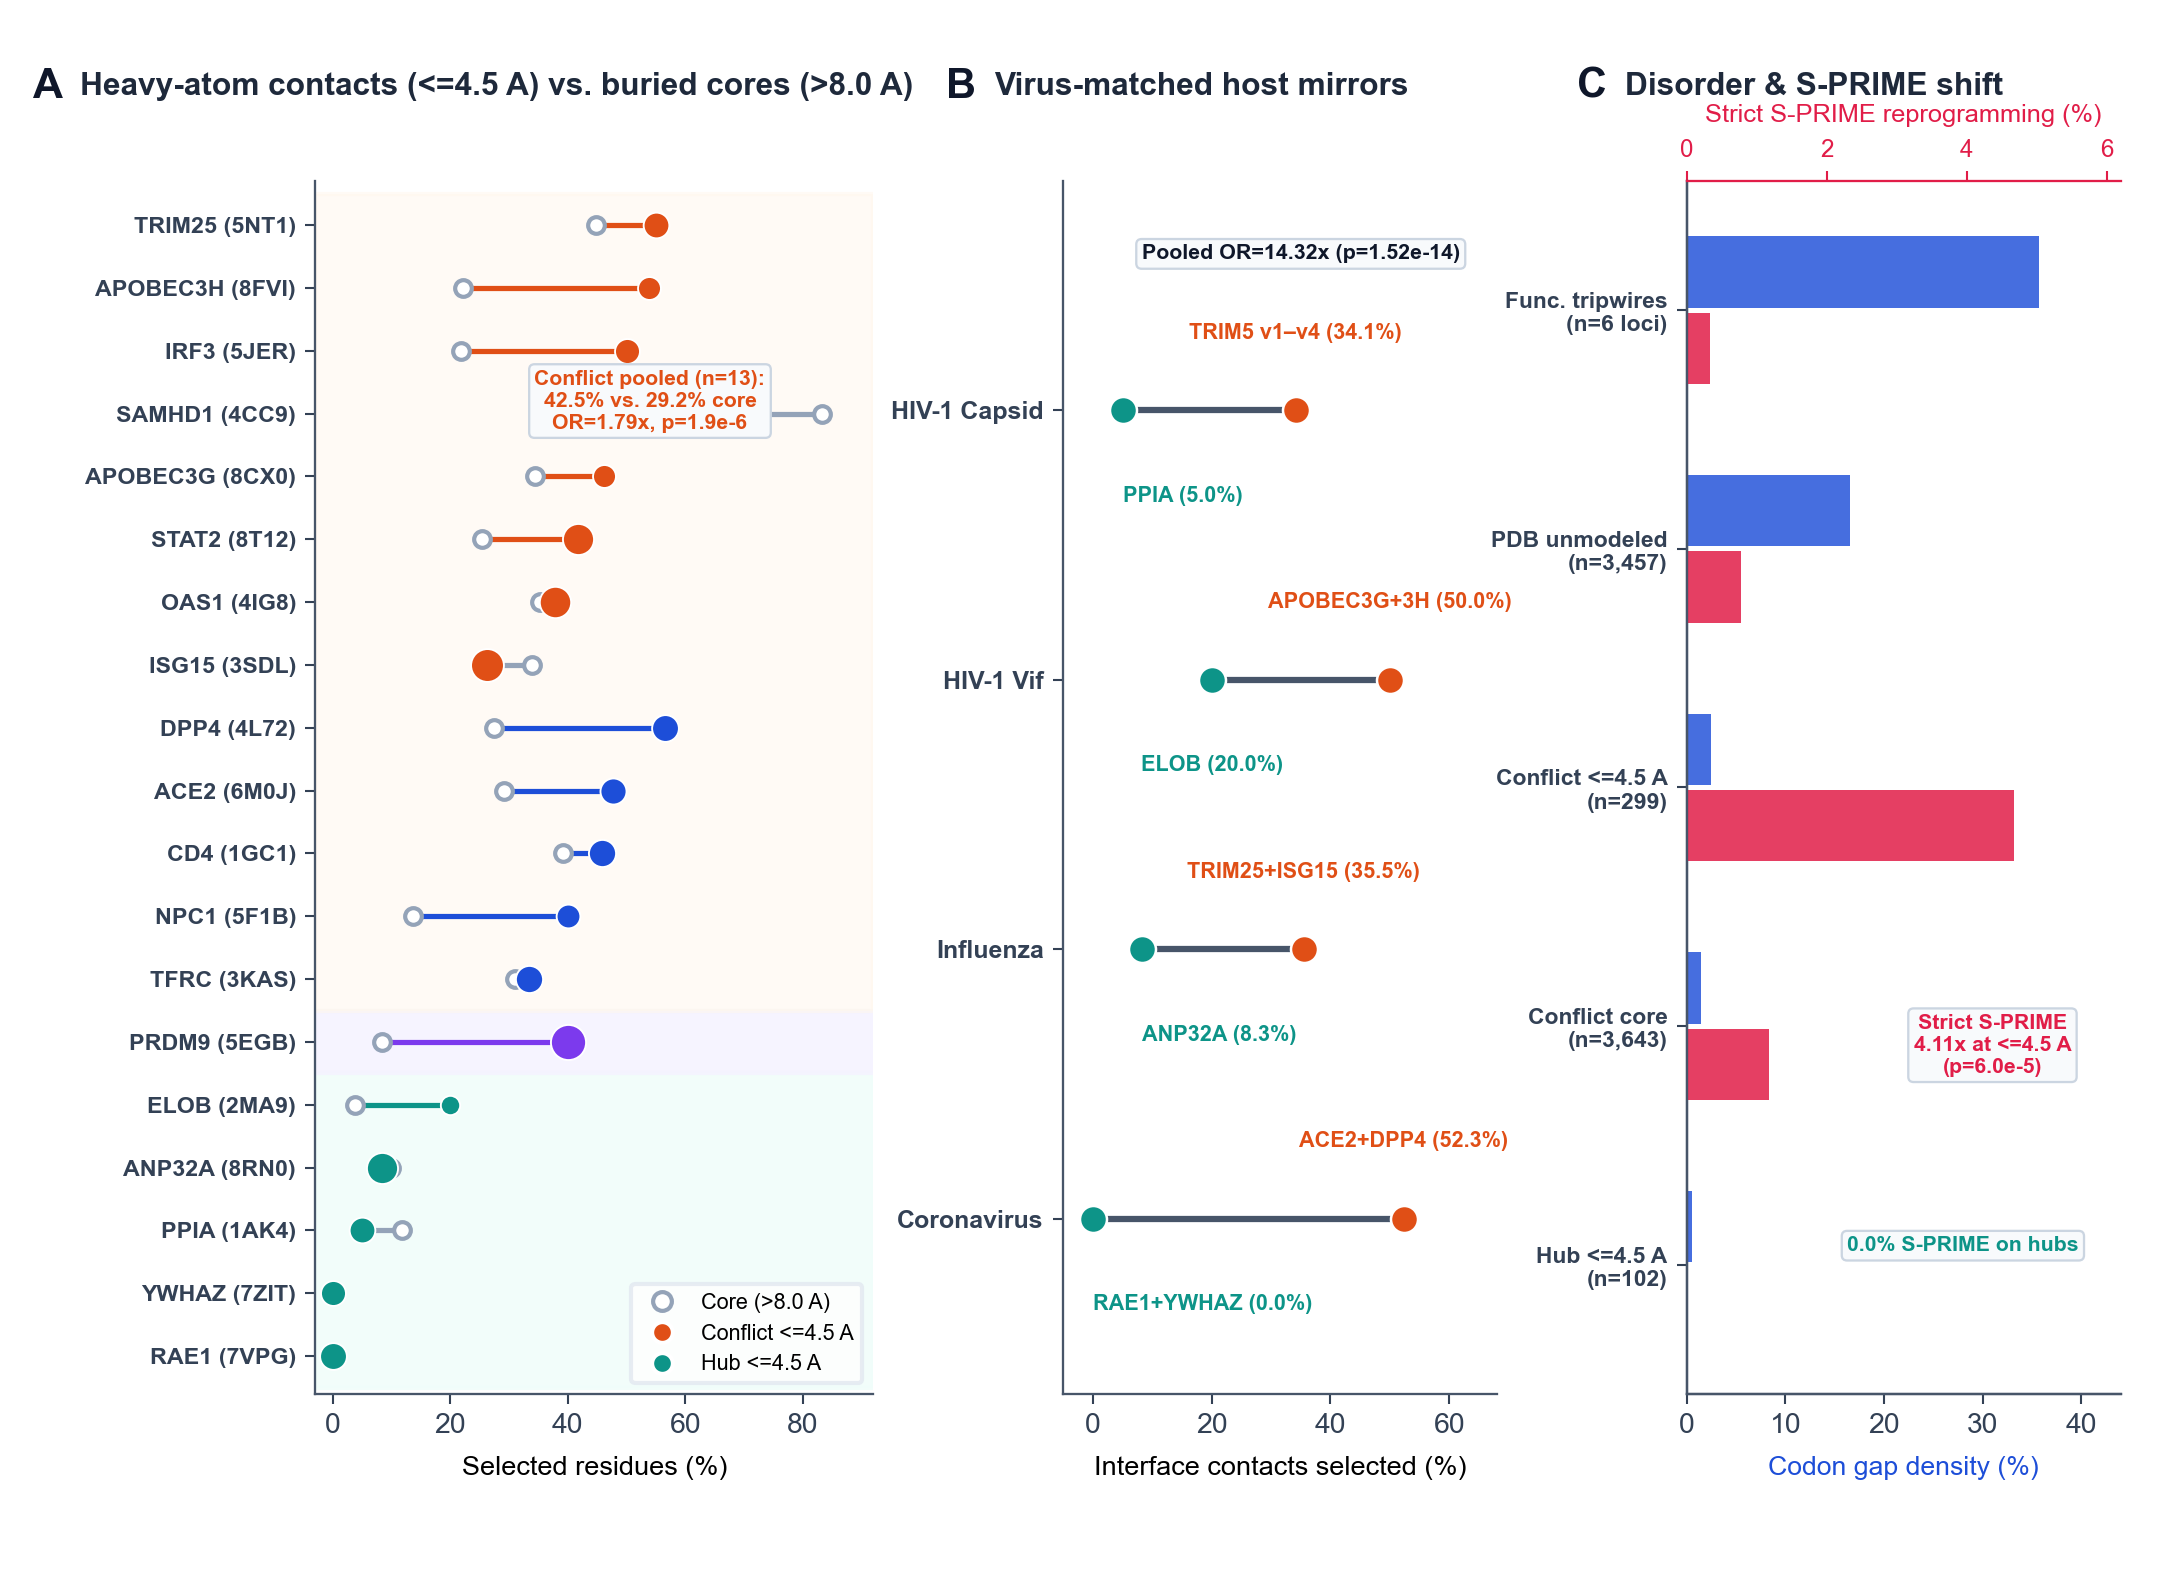 A Heavy-atom contacts (<=4.5 A) vs. buried cores (>8.0 A)
TRIM25 (5NT1)
APOBEC3H (8FVI)
IRF3 (5JER)
SAMHD1 (4CC9)
APOBEC3G (8CX0)
STAT2 (8T12)
OAS1 (4IG8)
ISG15 (3SDL)
DPP4 (4L72)
ACE2 (6M0J)
CD4 (1GC1)
NPC1 (5F1B)
TFRC (3KAS)
PRDM9 (5EGB)
ELOB (2MA9)
ANP32A (8RN0)
PPIA (1AK4)
YWHAZ (7ZIT)
RAE1 (7VPG)
Conflict pooled (n=13):
42.5% vs. 29.2% core
OR=1.79x, p=1.9e-6
Core (>8.0 A)
Conflict <=4.5 A
Hub <=4.5 A
0 20 40 60 80
Selected residues (%)
B Virus-matched host mirrors
Pooled OR=14.32x (p=1.52e-14)
TRIM5 v1–v4 (34.1%)
HIV-1 Capsid
PPIA (5.0%)
APOBEC3G+3H (50.0%)
HIV-1 Vif
ELOB (20.0%)
TRIM25+ISG15 (35.5%)
Influenza
ANP32A (8.3%)
ACE2+DPP4 (52.3%)
Coronavirus
RAE1+YWHAZ (0.0%)
0 20 40 60
Interface contacts selected (%)
C Disorder & S-PRIME shift
Strict S-PRIME reprogramming (%)
0 2 4 6
Func. tripwires
(n=6 loci)
PDB unmodeled
(n=3,457)
Conflict <=4.5 A
(n=299)
Conflict core
(n=3,643)
Strict S-PRIME
4.11x at <=4.5 A
(p=6.0e-5)
Hub <=4.5 A
(n=102)
0.0% S-PRIME on hubs
0 10 20 30 40
Codon gap density (%)